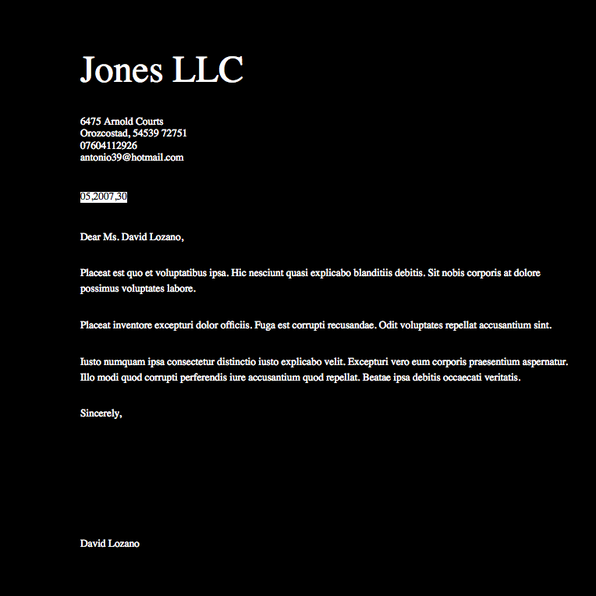 Jones LLC
6475 Arnold Courts
Orozcostad, 54539 72751
07604112926
antonio39@hotmail.com
05,2007,30
Dear Ms. David Lozano,
Placeat est quo et voluptatibus ipsa. Hic nesciunt quasi explicabo blanditiis debitis. Sit nobis corporis at dolore
possimus voluptates labore.
Placeat inventore excepturi dolor officiis. Fuga est corrupti recusandae. Odit voluptates repellat accusantium sint.
Iusto numquam ipsa consectetur distinctio iusto explicabo velit. Excepturi vero eum corporis praesentium aspernatur.
Illo modi quod corrupti perferendis iure accusantium quod repellat. Beatae ipsa debitis occaecati veritatis.
Sincerely,
David Lozano